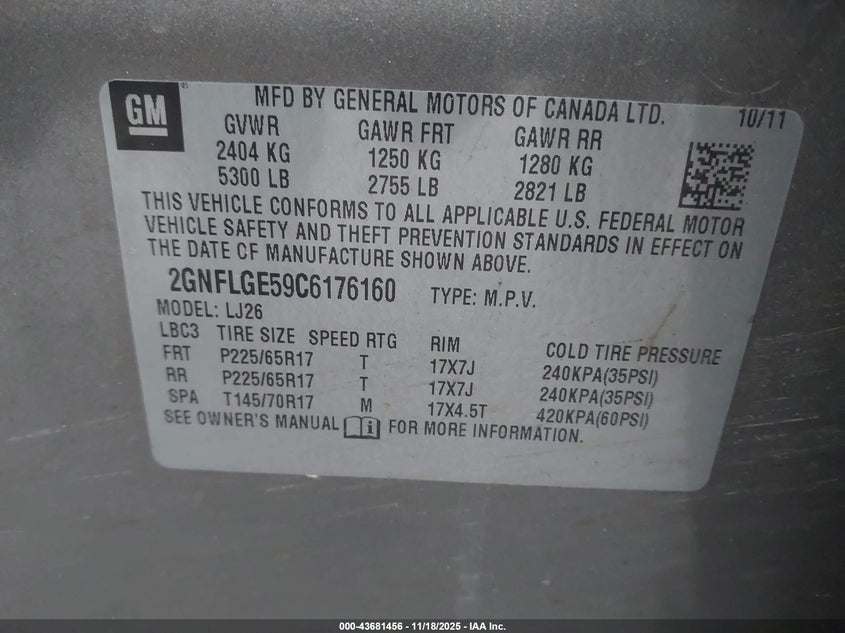 GM
MFD BY GENERAL MOTORS OF CANADA LTD. 10/11
GVWR GAWR FRT GAWR RR
2404 KG 1250 KG 1280 KG
5300 LB 2755 LB 2821 LB
THIS VEHICLE CONFORMS TO ALL APPLICABLE U.S. FEDERAL MOTOR
VEHICLE SAFETY AND THEFT PREVENTION STANDARDS IN EFFECT ON
THE DATE OF MANUFACTURE SHOWN ABOVE.
2GNFLGE59C6176160 TYPE: M.P.V.
MODEL: LJ26
LBC3 TIRE SIZE SPEED RTG RIM COLD TIRE PRESSURE
FRT P225/65R17 T 17X7J 240KPA(35PSI)
RR P225/65R17 T 17X7J 240KPA(35PSI)
SPA T145/70R17 M 17X4.5T 420KPA(60PSI)
SEE OWNER'S MANUAL i FOR MORE INFORMATION.
000-43681456 - 11/18/2025 - IAA Inc.